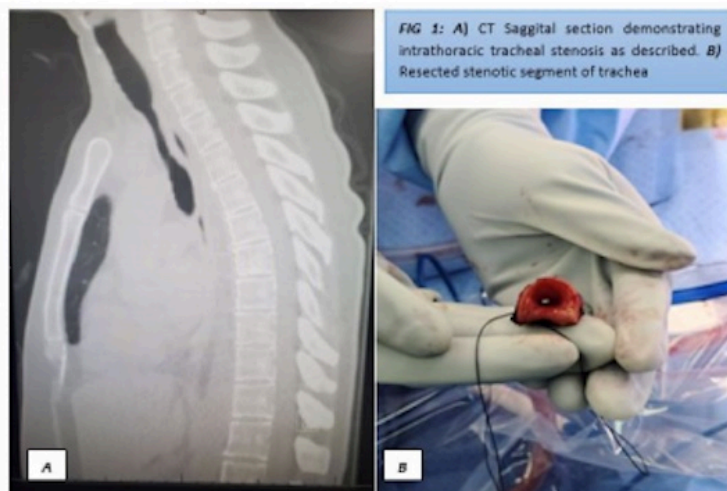 FIG 1: A) CT Saggital section demonstrating
intrathoracic tracheal stenosis as described. B)
Resected stenotic segment of trachea
A
B